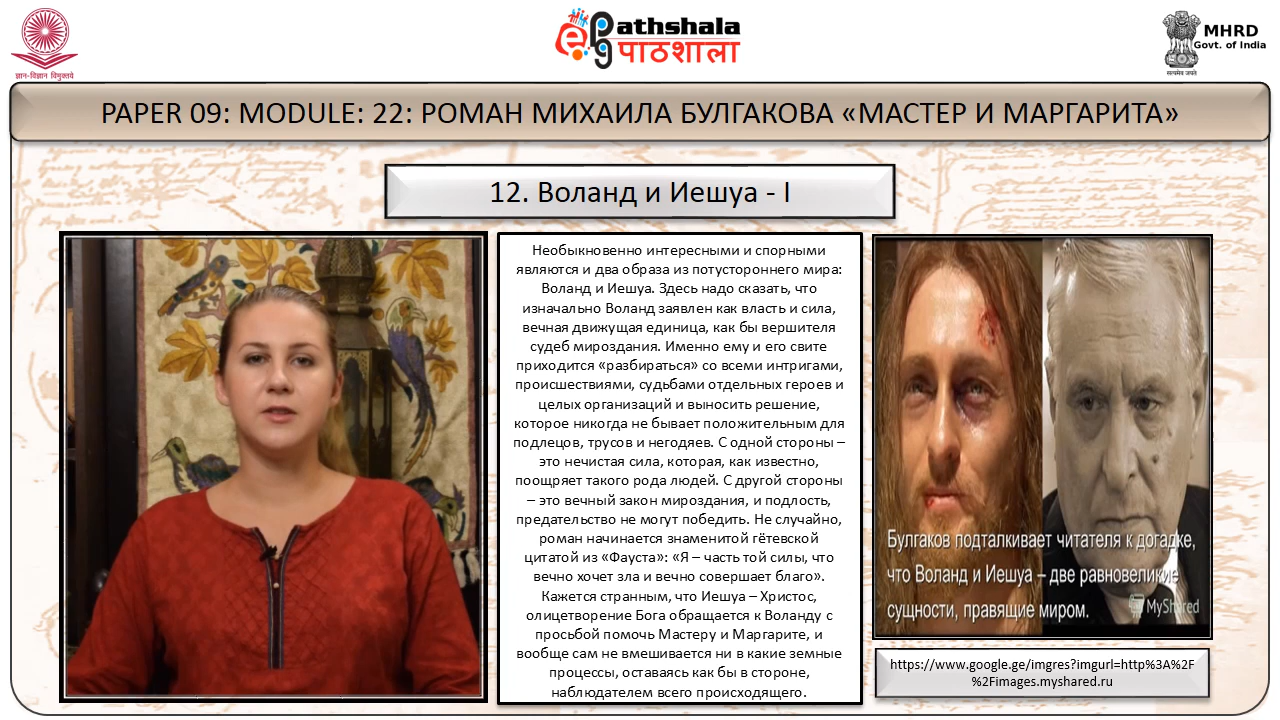 ज्ञान-विज्ञान विमुक्तये
Pathshala
पाठशाला
MHRD
Govt. of India
सत्यमेव जयते
PAPER 09: MODULE: 22: РОМАН МИХАИЛА БУЛГАКОВА «МАСТЕР И МАРГАРИТА»
12. Воланд и Иешуа - I
Необыкновенно интересными и спорными
являются и два образа из потустороннего мира:
Воланд и Иешуа. Здесь надо сказать, что
изначально Воланд заявлен как власть и сила,
вечная движущая единица, как бы вершителя
судеб мироздания. Именно ему и его свите
приходится «разбираться» со всеми интригами,
происшествиями, судьбами отдельных героев и
целых организаций и выносить решение,
которое никогда не бывает положительным для
подлецов, трусов и негодяев. С одной стороны –
это нечистая сила, которая, как известно,
поощряет такого рода людей. С другой стороны
– это вечный закон мироздания, и подлость,
предательство не могут победить. Не случайно,
роман начинается знаменитой гётевской
цитатой из «Фауста»: «Я – часть той силы, что
вечно хочет зла и вечно совершает благо».
Кажется странным, что Иешуа – Христос,
олицетворение Бога обращается к Воланду с
просьбой помочь Мастеру и Маргарите, и
вообще сам не вмешивается ни в какие земные
процессы, оставаясь как бы в стороне,
наблюдателем всего происходящего.
Булгаков подталкивает читателя к догадке,
что Воланд и Иешуа – две равновеликие
сущности, правящие миром.
MyShared
https://www.google.ge/imgres?imgurl=http%3A%2F
%2Fimages.myshared.ru